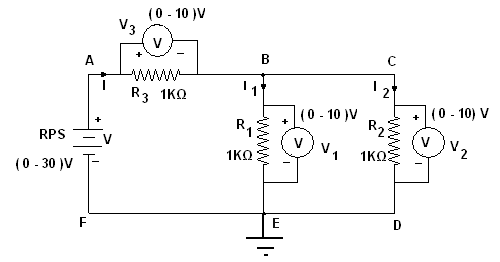 (0 - 10)V
V3
V
+ −
A
I
R3 1KΩ
B
C
I1
I2
+
RPS
V
(0 - 30)V
−
R1
1KΩ
+
(0 - 10)V
V
V1
−
R2
1KΩ
+
(0 - 10) V
V
V2
−
F
E
D